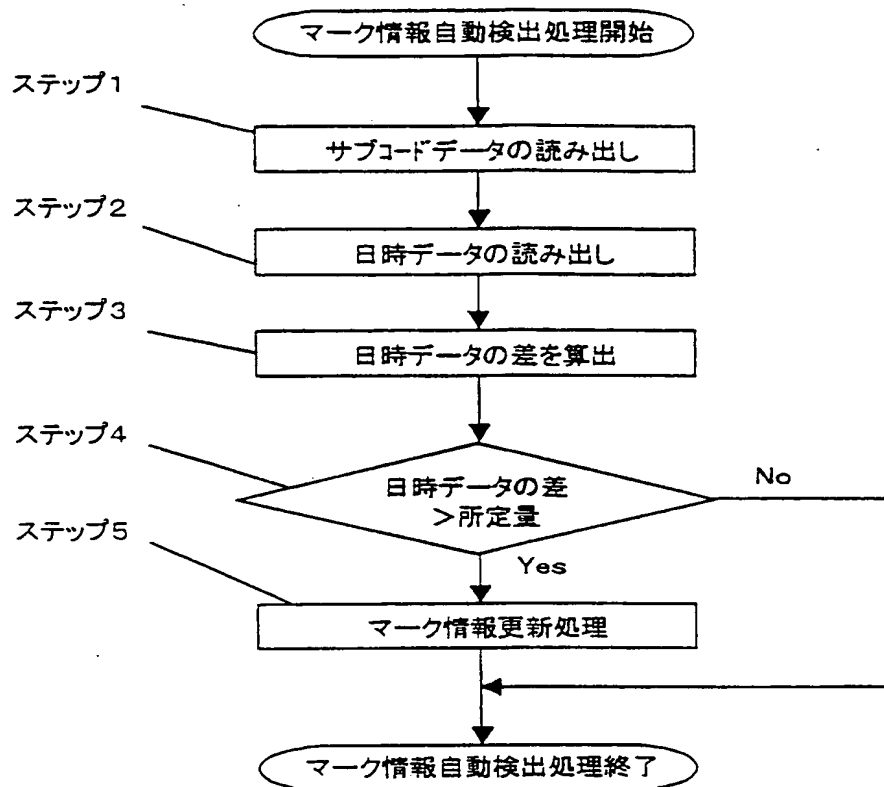 マーク情報自動検出処理開始
ステップ1
サブコードデータの読み出し
ステップ2
日時データの読み出し
ステップ3
日時データの差を算出
ステップ4
日時データの差
>所定量
No
ステップ5
Yes
マーク情報更新処理
マーク情報自動検出処理終了